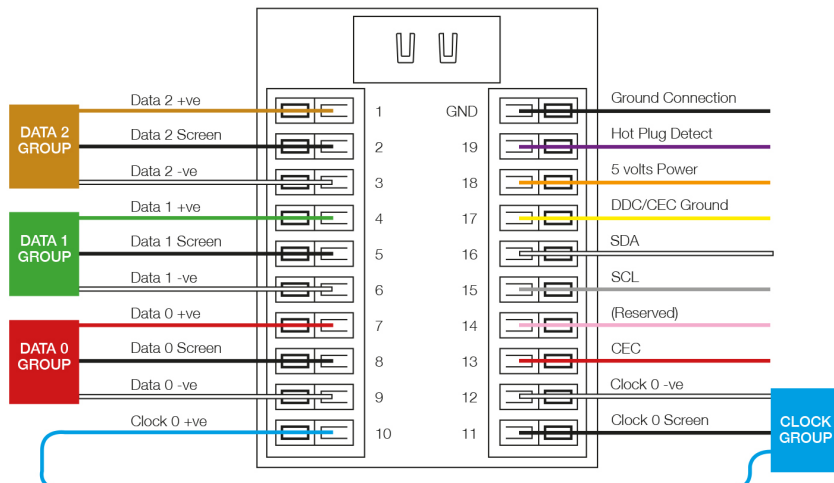 Data 2 +ve
1
GND
Ground Connection
DATA 2
GROUP
Data 2 Screen
2
19
Hot Plug Detect
Data 2 -ve
3
18
5 volts Power
Data 1 +ve
4
17
DDC/CEC Ground
DATA 1
GROUP
Data 1 Screen
5
16
SDA
Data 1 -ve
6
15
SCL
Data 0 +ve
7
14
(Reserved)
DATA 0
GROUP
Data 0 Screen
8
13
CEC
Data 0 -ve
9
12
Clock 0 -ve
Clock 0 +ve
10
11
Clock 0 Screen
CLOCK
GROUP